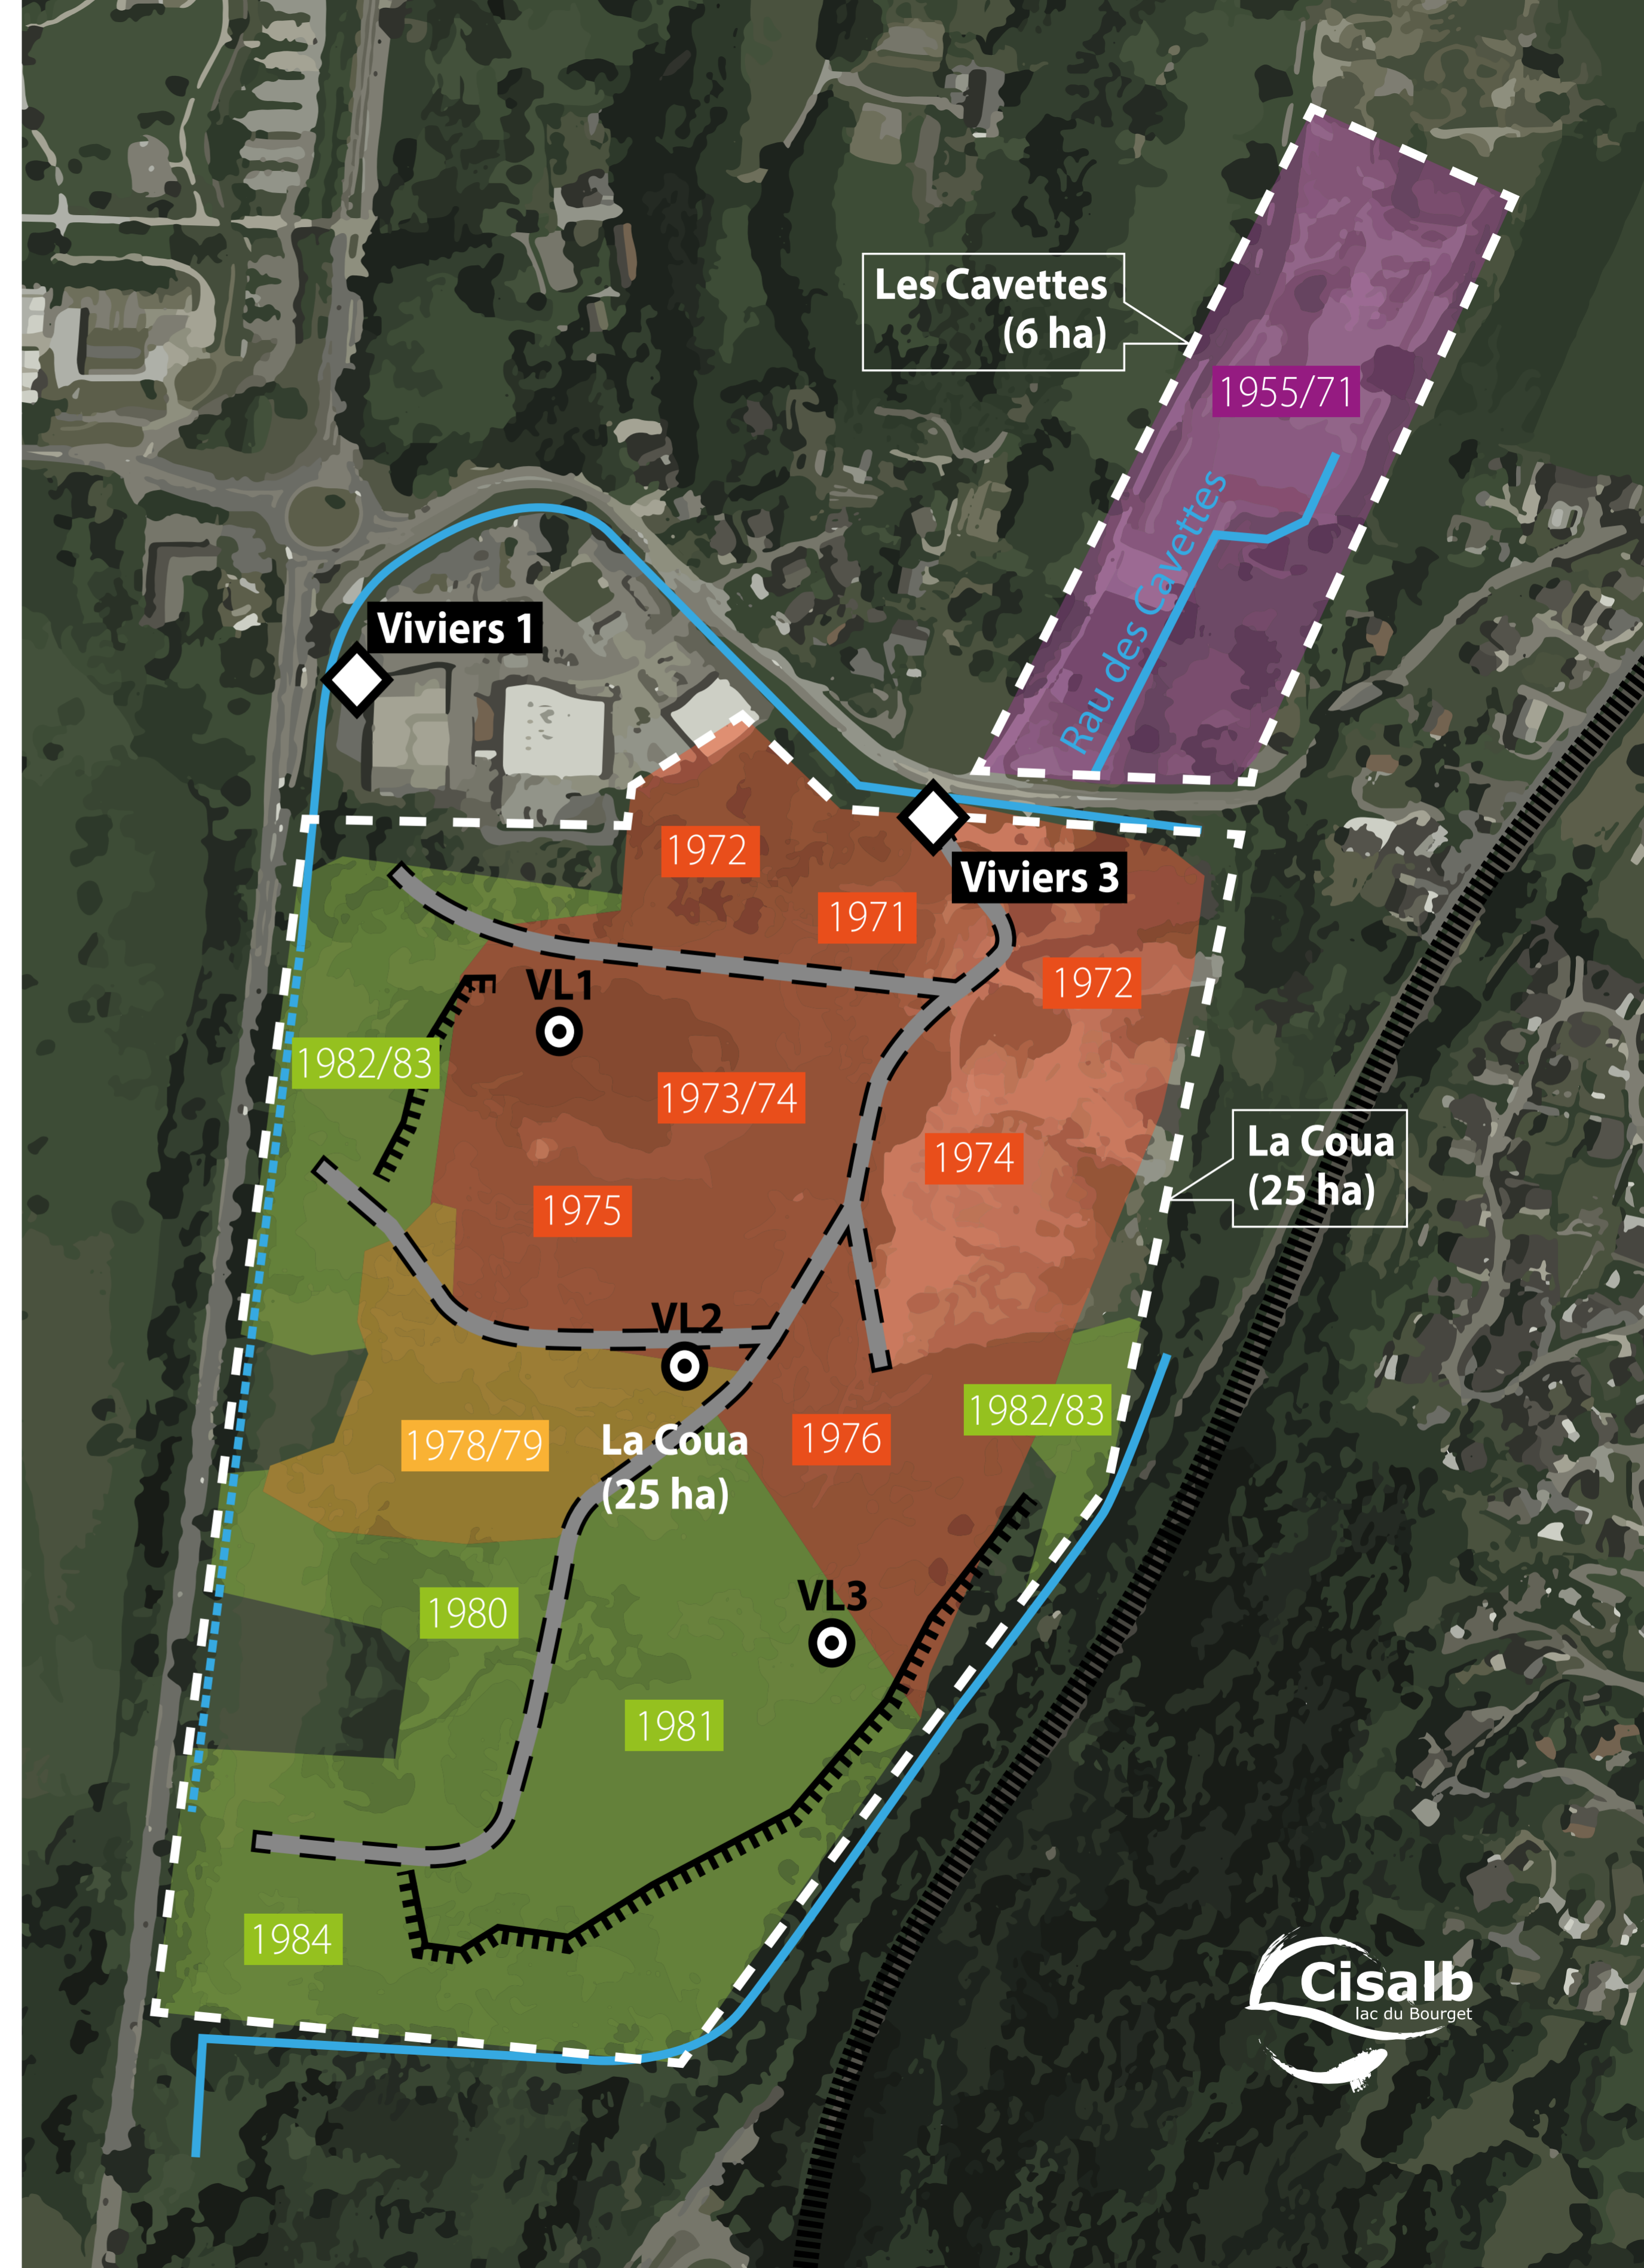 Les Cavettes
(6 ha)
1955/71
Rau des Cavettes
Viviers 1
1972
Viviers 3
1971
1972
VL1
1982/83
1973/74
La Coua
(25 ha)
1974
1975
VL2
1982/83
1978/79
La Coua
(25 ha)
1976
VL3
1980
1981
1984
Cisalb
lac du Bourget